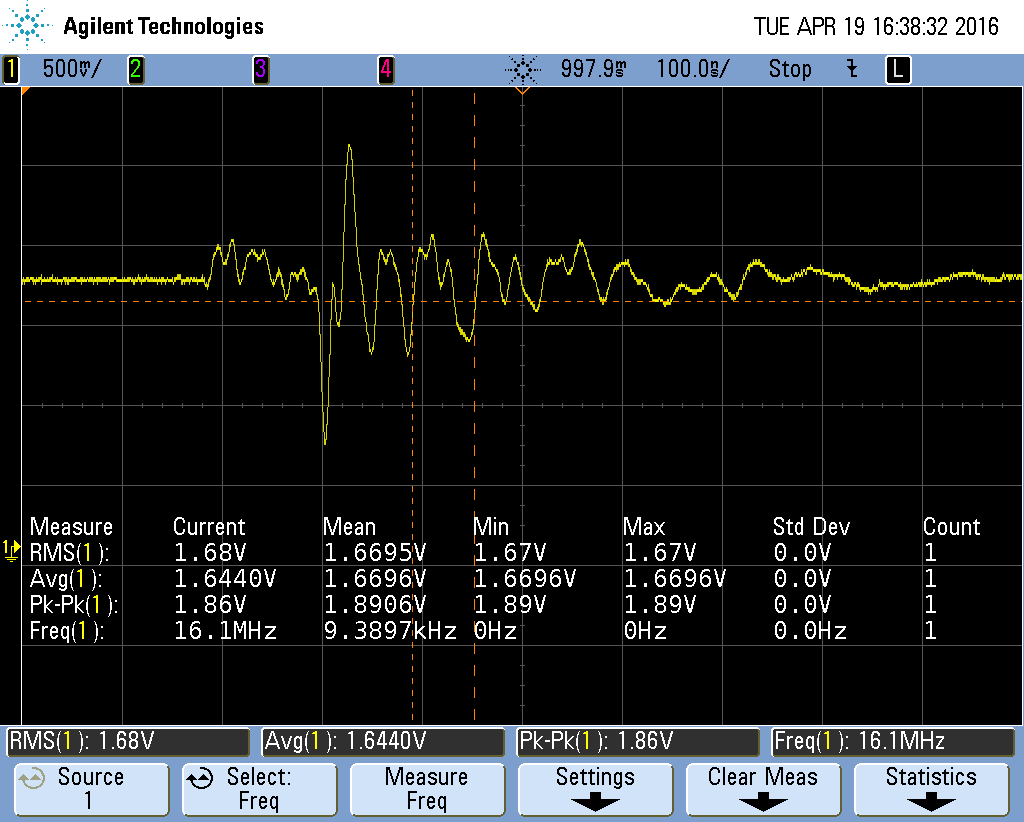 Agilent Technologies TUE APR 19 16:38:32 2016
1 500mV/ 2 3 4 997.9ms 100.0ns/ Stop L
Measure Current Mean Min Max Std Dev Count
RMS(1): 1.68V 1.6695V 1.67V 1.67V 0.0V 1
Avg(1): 1.6440V 1.6696V 1.6696V 1.6696V 0.0V 1
Pk-Pk(1): 1.86V 1.8906V 1.89V 1.89V 0.0V 1
Freq(1): 16.1MHz 9.3897kHz 0Hz 0Hz 0.0Hz 1
1
RMS(1): 1.68V Avg(1): 1.6440V Pk-Pk(1): 1.86V Freq(1): 16.1MHz
Source Select: Measure Settings Clear Meas Statistics
1 Freq Freq